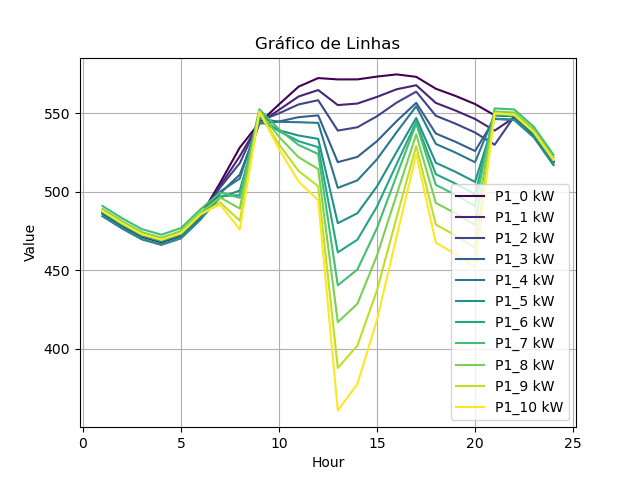 Gráfico de Linhas
Value
550
500
450
400
0
5
10
15
20
25
Hour
P1_0 kW
P1_1 kW
P1_2 kW
P1_3 kW
P1_4 kW
P1_5 kW
P1_6 kW
P1_7 kW
P1_8 kW
P1_9 kW
P1_10 kW